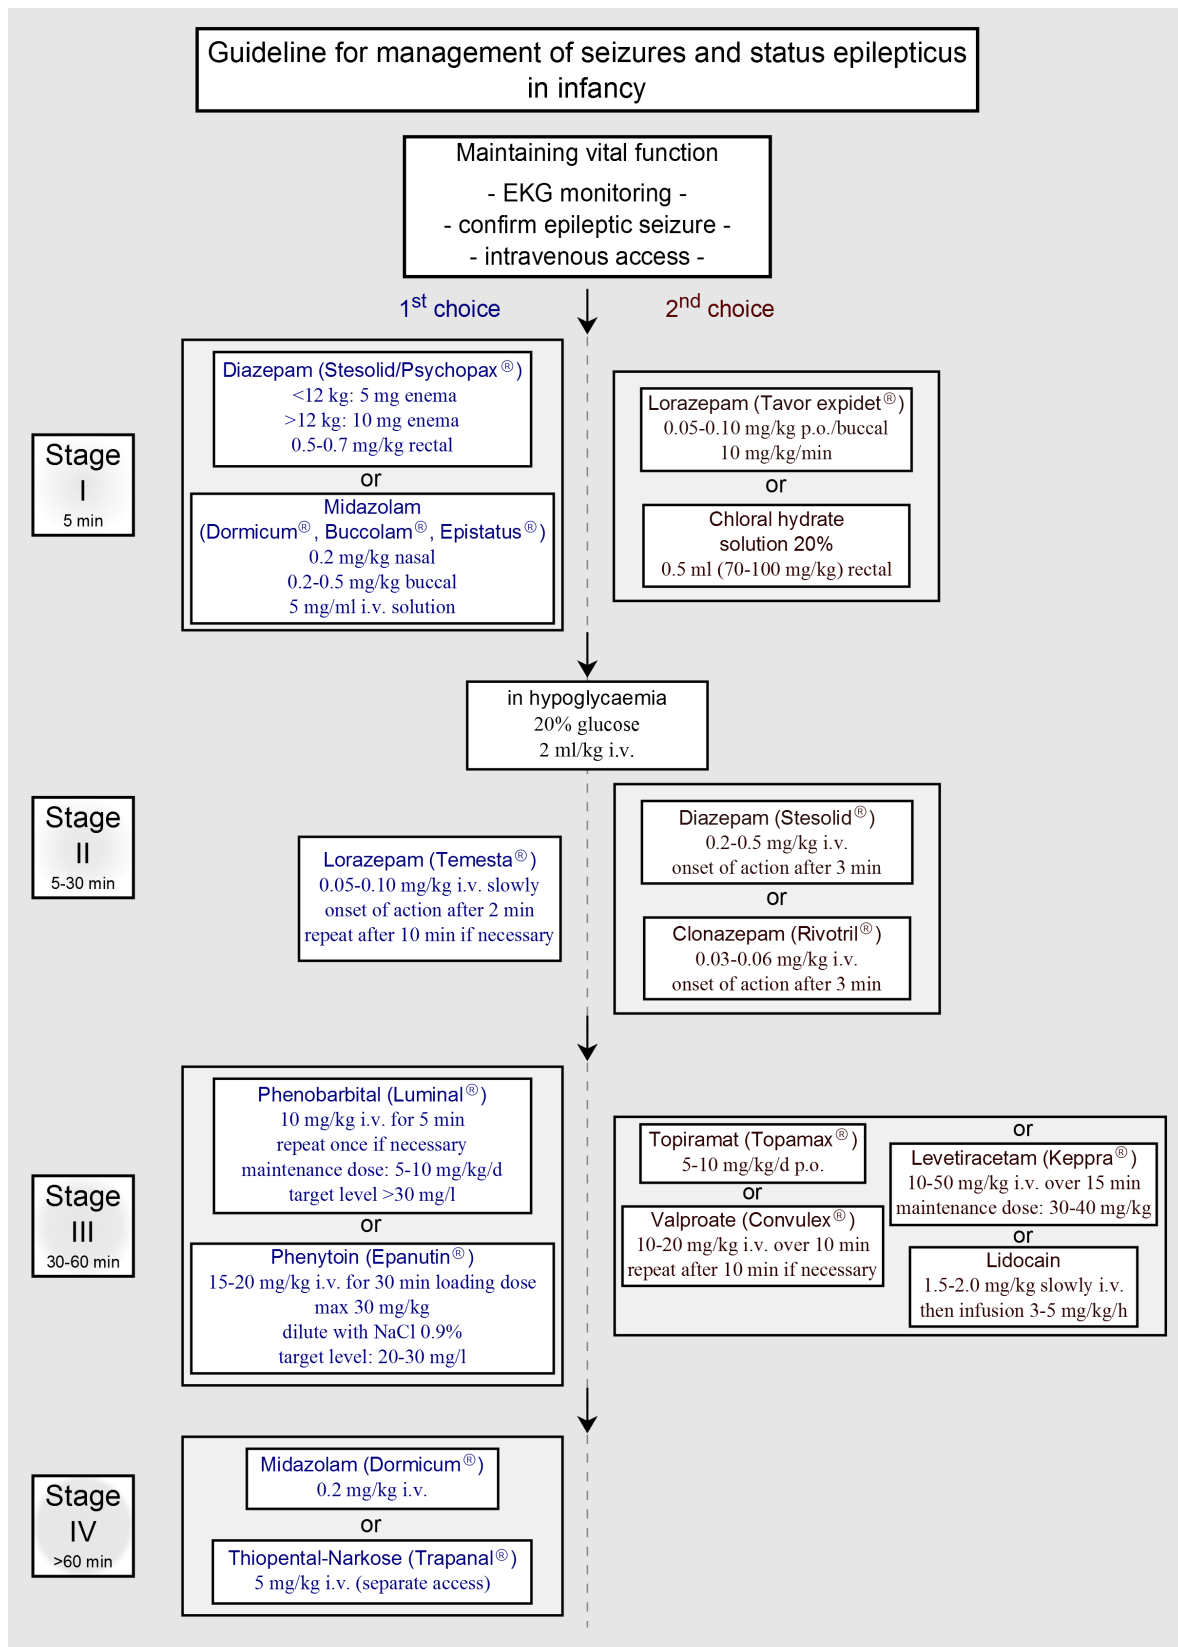 Guideline for management of seizures and status epilepticus
in infancy
Maintaining vital function
- EKG monitoring -
- confirm epileptic seizure -
- intravenous access -
1st choice
2nd choice
Stage
I
5 min
Diazepam (Stesolid/Psychopax®)
<12 kg: 5 mg enema
>12 kg: 10 mg enema
0.5-0.7 mg/kg rectal
or
Midazolam
(Dormicum®, Buccolam®, Epistatus®)
0.2 mg/kg nasal
0.2-0.5 mg/kg buccal
5 mg/ml i.v. solution
Lorazepam (Tavor expidet®)
0.05-0.10 mg/kg p.o./buccal
10 mg/kg/min
or
Chloral hydrate
solution 20%
0.5 ml (70-100 mg/kg) rectal
in hypoglycaemia
20% glucose
2 ml/kg i.v.
Stage
II
5-30 min
Lorazepam (Temesta®)
0.05-0.10 mg/kg i.v. slowly
onset of action after 2 min
repeat after 10 min if necessary
Diazepam (Stesolid®)
0.2-0.5 mg/kg i.v.
onset of action after 3 min
or
Clonazepam (Rivotril®)
0.03-0.06 mg/kg i.v.
onset of action after 3 min
Stage
III
30-60 min
Phenobarbital (Luminal®)
10 mg/kg i.v. for 5 min
repeat once if necessary
maintenance dose: 5-10 mg/kg/d
target level >30 mg/l
or
Phenytoin (Epanutin®)
15-20 mg/kg i.v. for 30 min loading dose
max 30 mg/kg
dilute with NaCl 0.9%
target level: 20-30 mg/l
Topiramat (Topamax®)
5-10 mg/kg/d p.o.
or
Valproate (Convulex®)
10-20 mg/kg i.v. over 10 min
repeat after 10 min if necessary
or
Levetiracetam (Keppra®)
10-50 mg/kg i.v. over 15 min
maintenance dose: 30-40 mg/kg
or
Lidocain
1.5-2.0 mg/kg slowly i.v.
then infusion 3-5 mg/kg/h
Stage
IV
>60 min
Midazolam (Dormicum®)
0.2 mg/kg i.v.
or
Thiopental-Narkose (Trapanal®)
5 mg/kg i.v. (separate access)